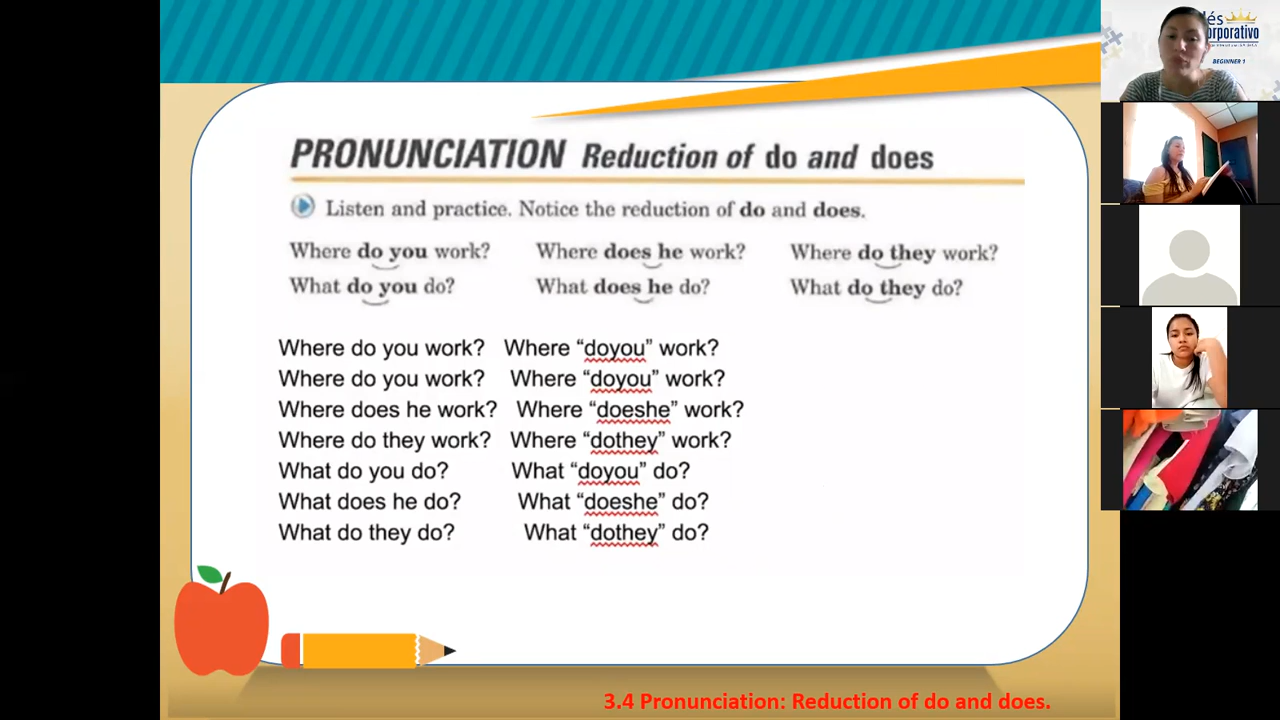 PRONUNCIATION Reduction of do and does
Listen and practice. Notice the reduction of do and does.
Where do you work? Where does he work? Where do they work?
What do you do? What does he do? What do they do?
Where do you work? Where “doyou” work?
Where do you work? Where “doyou” work?
Where does he work? Where “doeshe” work?
Where do they work? Where “dothey” work?
What do you do? What “doyou” do?
What does he do? What “doeshe” do?
What do they do? What “dothey” do?
3.4 Pronunciation: Reduction of do and does.
BEGINNER 1